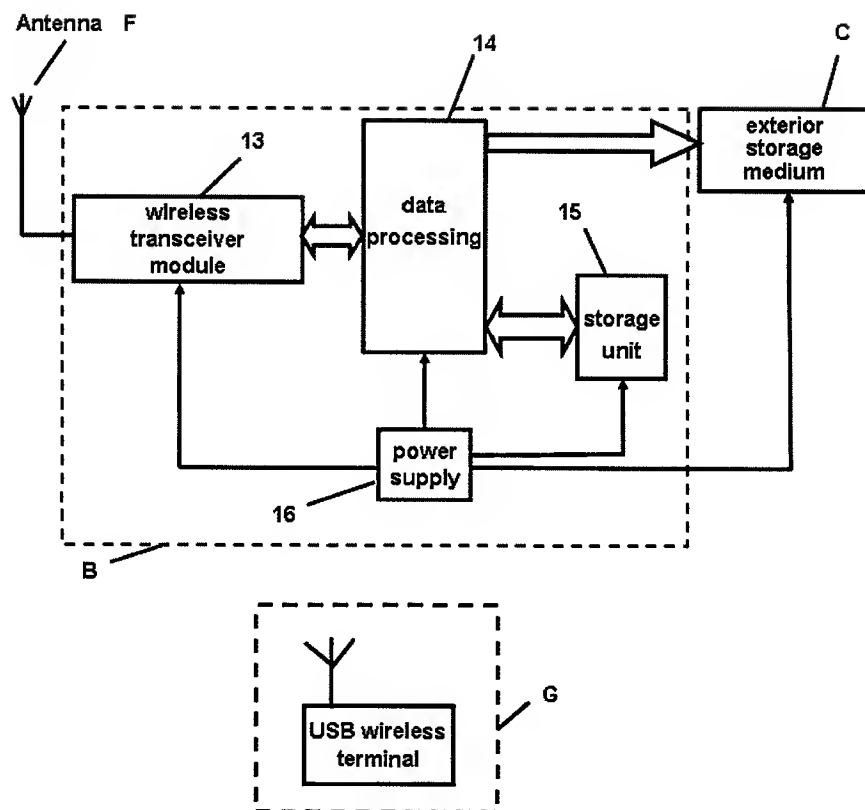 Antenna F
14
C
13
exterior
storage
medium
wireless
transceiver
module
data
processing
15
storage
unit
power
supply
16
B
G
USB wireless
terminal